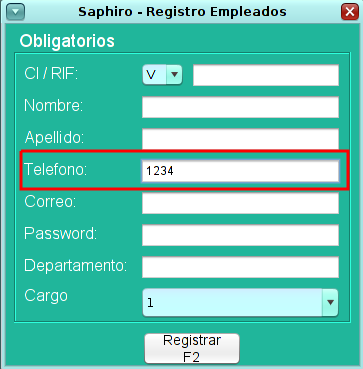 Saphiro - Registro Empleados
Obligatorios
CI / RIF: V
Nombre:
Apellido:
Telefono: 1234
Correo:
Password:
Departamento:
Cargo 1
Registrar
F2